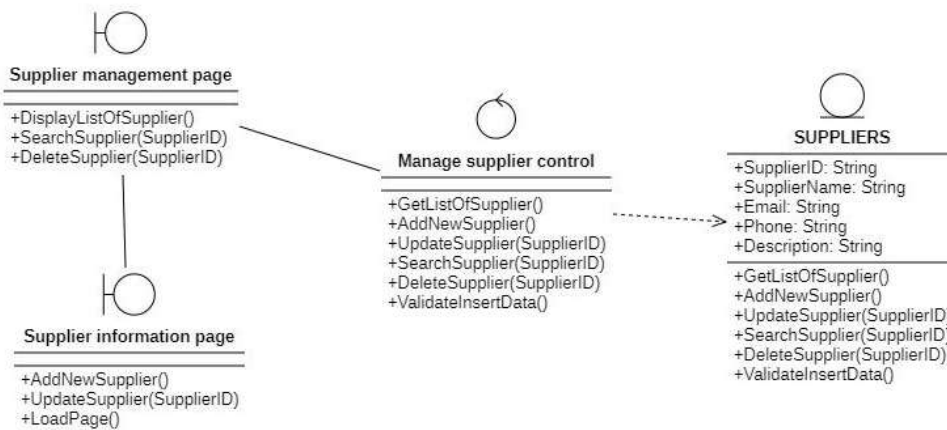 Supplier management page
+DisplayListOfSupplier()
+SearchSupplier(SupplierID)
+DeleteSupplier(SupplierID)
Supplier information page
+AddNewSupplier()
+UpdateSupplier(SupplierID)
+LoadPage()
Manage supplier control
+GetListOfSupplier()
+AddNewSupplier()
+UpdateSupplier(SupplierID)
+SearchSupplier(SupplierID)
+DeleteSupplier(SupplierID)
+ValidateInsertData()
SUPPLIERS
+SupplierID: String
+SupplierName: String
+Email: String
+Phone: String
+Description: String
+GetListOfSupplier()
+AddNewSupplier()
+UpdateSupplier(SupplierID)
+SearchSupplier(SupplierID)
+DeleteSupplier(SupplierID)
+ValidateInsertData()